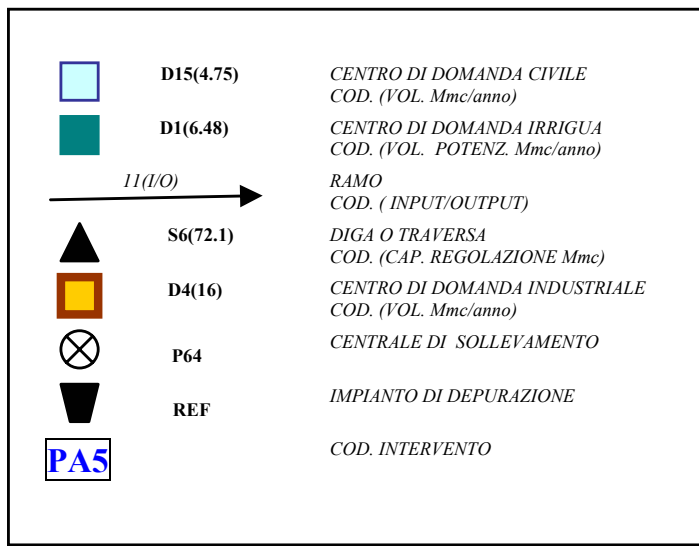 D15(4.75) CENTRO DI DOMANDA CIVILE
COD. (VOL. Mmc/anno)
D1(6.48) CENTRO DI DOMANDA IRRIGUA
COD. (VOL. POTENZ. Mmc/anno)
11(I/O) RAMO
COD. ( INPUT/OUTPUT)
S6(72.1) DIGA O TRAVERSA
COD. (CAP. REGOLAZIONE Mmc)
D4(16) CENTRO DI DOMANDA INDUSTRIALE
COD. (VOL. Mmc/anno)
P64 CENTRALE DI SOLLEVAMENTO
REF IMPIANTO DI DEPURAZIONE
PA5 COD. INTERVENTO